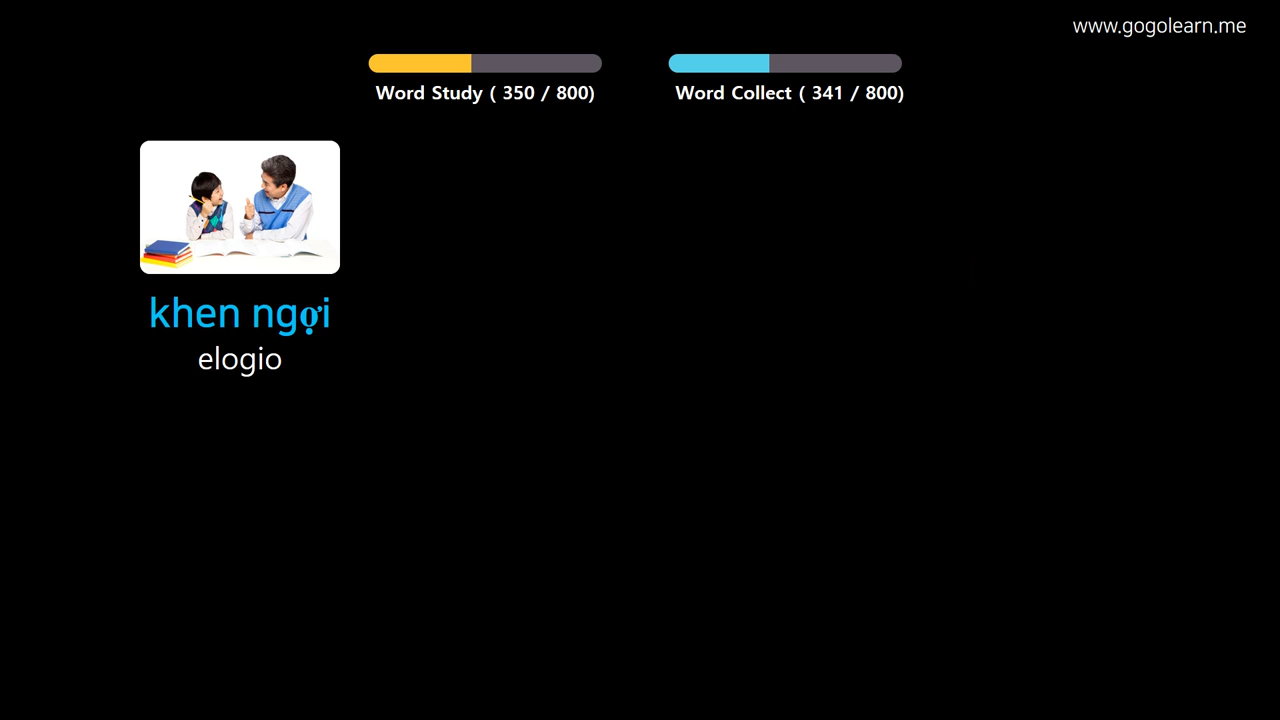 www.gogolearn.me
Word Study ( 350 / 800)
Word Collect ( 341 / 800)
khen ngợi
elogio